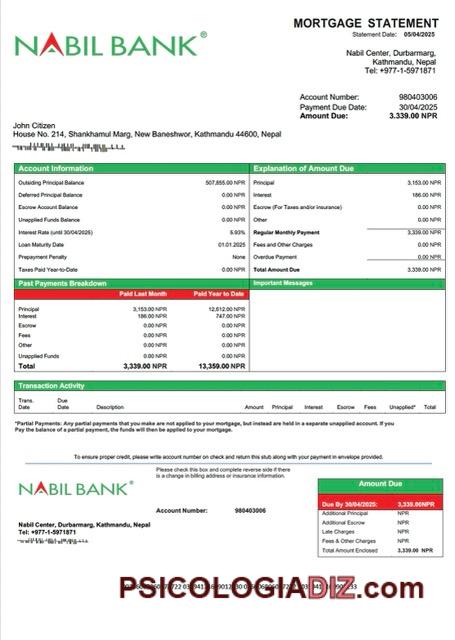 NABIL BANK®
MORTGAGE STATEMENT
Statement Date: 05/04/2025
Nabil Center, Durbarmarg,
Kathmandu, Nepal
Tel: +977-1-5971871
Account Number: 980403006
Payment Due Date: 30/04/2025
Amount Due: 3.339.00 NPR
John Citizen
House No. 214, Shankhamul Marg, New Baneshwor, Kathmandu 44600, Nepal
Account Information
Outsiding Principal Balance 507,855.00 NPR
Deferred Principal Balance 0.00 NPR
Escrow Account Balance 0.00 NPR
Unapplied Funds Balance 0.00 NPR
Interest Rate (until 30/04/2025) 5.93%
Loan Maturity Date 01.01.2025
Prepayment Penalty None
Taxes Paid Year-to-Date 0.00 NPR
Explanation of Amount Due
Principal 3,153.00 NPR
Interest 186.00 NPR
Escrow (For Taxes and/or insurance) 0.00 NPR
Other 0.00 NPR
Regular Monthly Payment 3,339.00 NPR
Fees and Other Charges 0.00 NPR
Overdue Payment 0.00 NPR
Total Amount Due 3,339.00 NPR
Past Payments Breakdown
Paid Last Month Paid Year to Date
Principal 3,153.00 NPR 12,612.00 NPR
Interest 186.00 NPR 747.00 NPR
Escrow 0.00 NPR 0.00 NPR
Fees 0.00 NPR 0.00 NPR
Other 0.00 NPR 0.00 NPR
Unapplied Funds 0.00 NPR 0.00 NPR
Total 3,339.00 NPR 13,359.00 NPR
Important Messages
Transaction Activity
Trans. Date Due Date Description Amount Principal Interest Escrow Fees Unapplied* Total
*Partial Payments: Any partial payments that you make are not applied to your mortgage, but instead are held in a separate unapplied account. If you
Pay the balance of a partial payment, the funds will then be applied to your mortgage.
To ensure proper credit, please write account number on check and return this stub along with your payment in envelope provided.
Please check this box and complete reverse side if there
is a change in billing address or insurance information.
NABIL BANK®
Account Number: 980403006
Nabil Center, Durbarmarg, Kathmandu, Nepal
Tel: +977-1-5971871
Amount Due
Due By 30/04/2025: 3,339.00NPR
Additional Principal NPR
Additional Escrow NPR
Late Charges NPR
Fees & Other Charges NPR
Total Amount Enclosed 3,339.00 NPR
PSICOLOGIADIZ.com